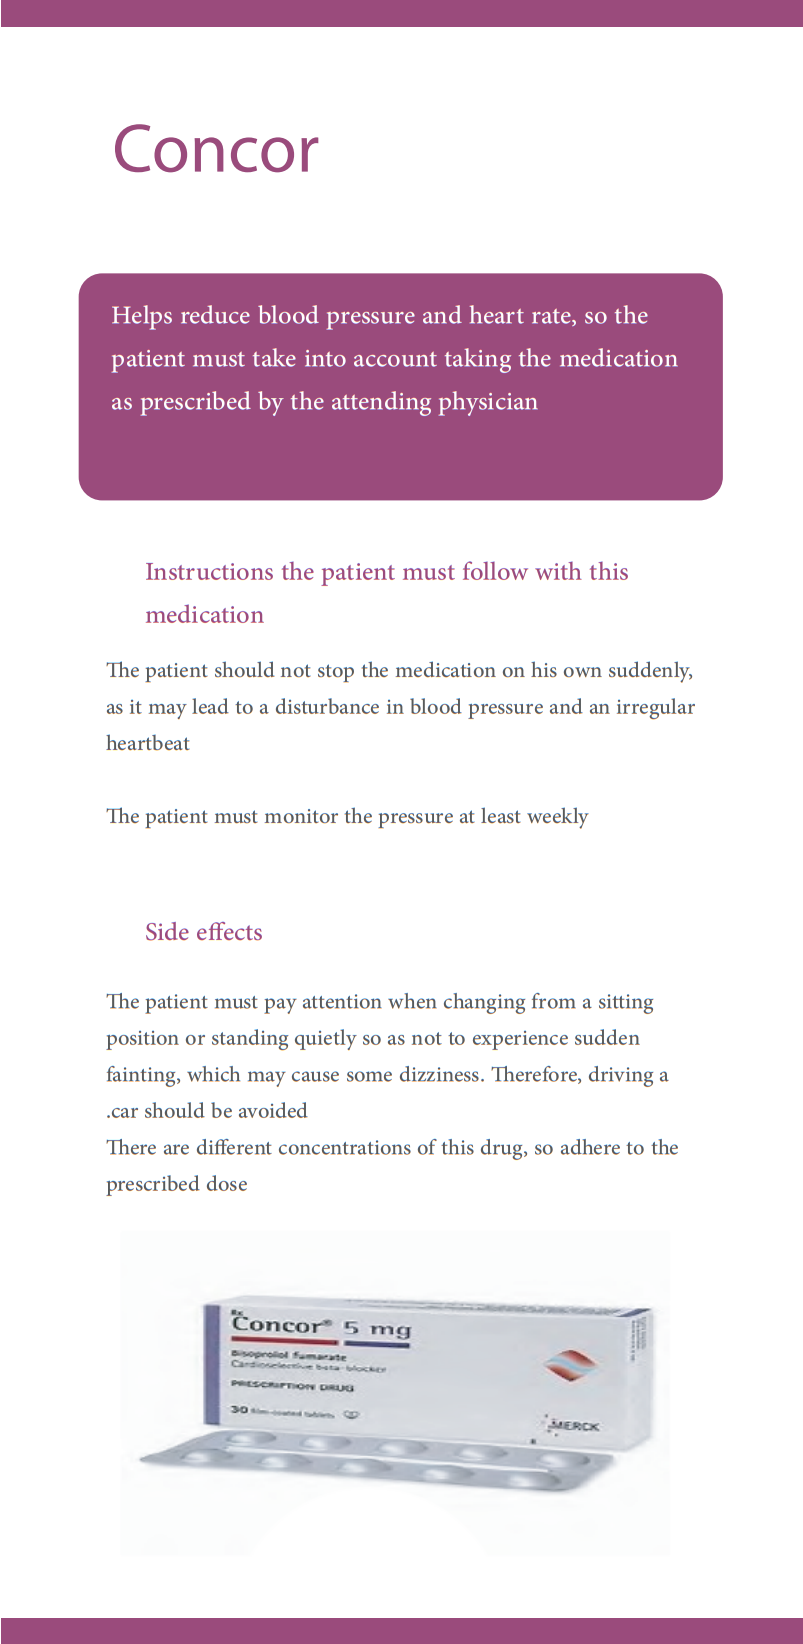 Concor
Helps reduce blood pressure and heart rate, so the
patient must take into account taking the medication
as prescribed by the attending physician
Instructions the patient must follow with this
medication
The patient should not stop the medication on his own suddenly,
as it may lead to a disturbance in blood pressure and an irregular
heartbeat
The patient must monitor the pressure at least weekly
Side effects
The patient must pay attention when changing from a sitting
position or standing quietly so as not to experience sudden
fainting, which may cause some dizziness. Therefore, driving a
.car should be avoided
There are different concentrations of this drug, so adhere to the
prescribed dose
Rx
Concor® 5 mg
Bisoprolol fumarate
Cardioselective beta-blocker
PRESCRIPTION DRUG
30 film-coated tablets
MERCK